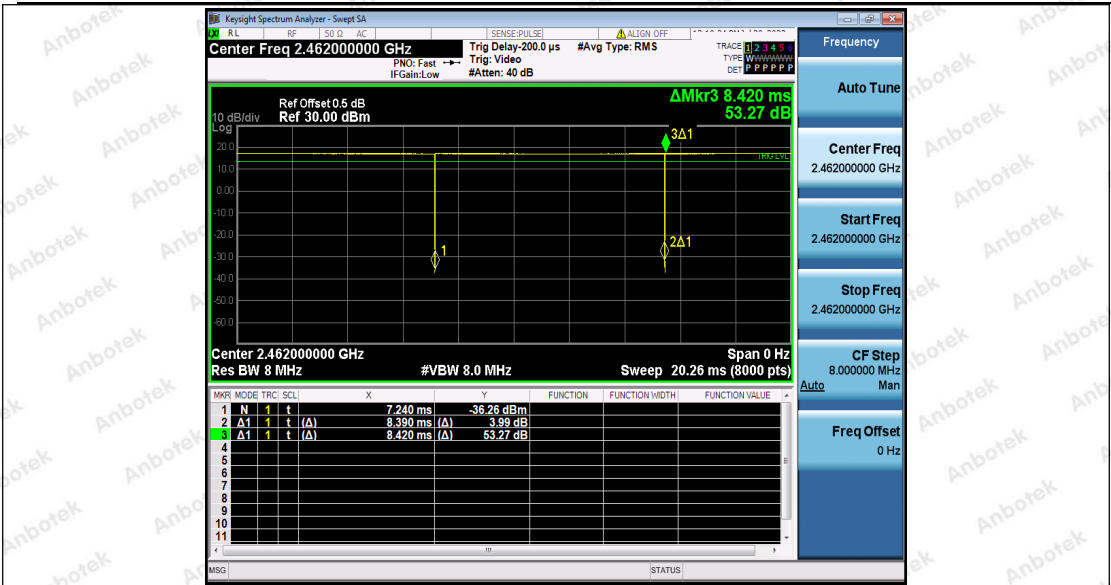 Keysight Spectrum Analyzer - Swept SA
RL RF 50 Ω AC SENSE:PULSE ALIGN OFF
Center Freq 2.462000000 GHz
PNO: Fast
IFGain:Low
Trig Delay-200.0 µs
Trig: Video
#Atten: 40 dB
#Avg Type: RMS
TRACE 1 2 3 4 5 6
TYPE WWWWWW
DET P P P P P P
ΔMkr3 8.420 ms
53.27 dB
Ref Offset 0.5 dB
10 dB/div Ref 30.00 dBm
Log
20.0
10.0
0.00
-10.0
-20.0
-30.0
-40.0
-50.0
-60.0
3Δ1
TRIG LVL
2Δ1
1
Center 2.462000000 GHz Span 0 Hz
Res BW 8 MHz #VBW 8.0 MHz Sweep 20.26 ms (8000 pts)
MKR MODE TRC SCL X Y FUNCTION FUNCTION WIDTH FUNCTION VALUE
1 N 1 t 7.240 ms -36.26 dBm
2 Δ1 1 t (Δ) 8.390 ms (Δ) 3.99 dB
3 Δ1 1 t (Δ) 8.420 ms (Δ) 53.27 dB
4
5
6
7
8
9
10
11
MSG STATUS
Frequency
Auto Tune
Center Freq
2.462000000 GHz
Start Freq
2.462000000 GHz
Stop Freq
2.462000000 GHz
CF Step
8.000000 MHz
Auto Man
Freq Offset
0 Hz
Anbotek